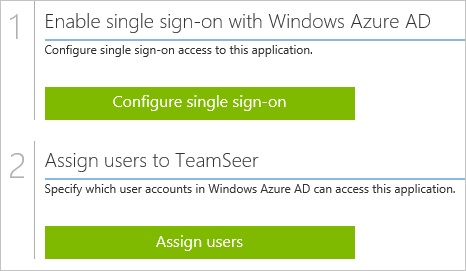 1
Enable single sign-on with Windows Azure AD
Configure single sign-on access to this application.
Configure single sign-on
2
Assign users to TeamSeer
Specify which user accounts in Windows Azure AD can access this application.
Assign users